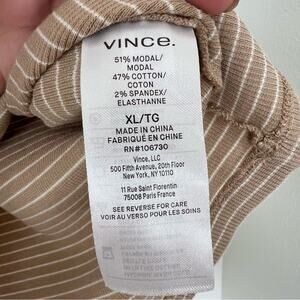 VINCE.
51% MODAL/
MODAL
47% COTTON/
COTON
2% SPANDEX/
ELASTHANNE
XL/TG
MADE IN CHINA
FABRIQUÉ EN CHINE
RN#106730
Vince, LLC
500 Fifth Avenue, 20th Floor
New York, NY 10110
11 Rue Saint Florentin
75008 Paris France
SEE REVERSE FOR CARE
VOIR AU VERSO POUR LES SOINS